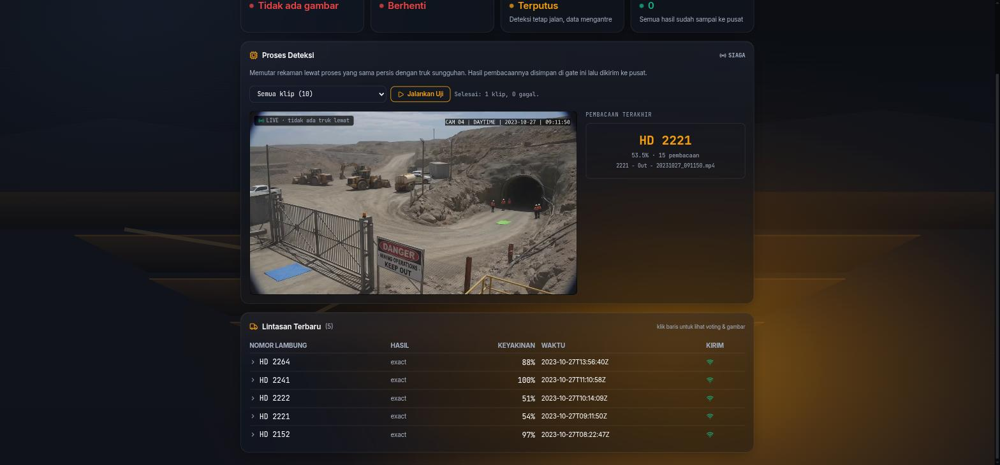 Tidak ada gambar
Berhenti
Terputus
Deteksi tetap jalan, data mengantre
0
Semua hasil sudah sampai ke pusat
Proses Deteksi
SIAGA
Memutar rekaman lewat proses yang sama persis dengan truk sungguhan. Hasil pembacaannya disimpan di gate ini lalu dikirim ke pusat.
Semua klip (10)
Jalankan Uji
Selesai: 1 klip, 0 gagal.
LIVE · tidak ada truk lewat
CAM 04 | DAYTIME | 2023-10-27 | 09:11:50
DANGER
MINING OPERATIONS
KEEP OUT
PEMBACAAN TERAKHIR
HD 2221
53.5% · 15 pembacaan
2221 - Out - 20231027_091150.mp4
Lintasan Terbaru (5)
klik baris untuk lihat voting & gambar
NOMOR LAMBUNG HASIL KEYAKINAN WAKTU KIRIM
HD 2264 exact 88% 2023-10-27T13:56:40Z
HD 2241 exact 100% 2023-10-27T11:10:58Z
HD 2222 exact 51% 2023-10-27T10:14:09Z
HD 2221 exact 54% 2023-10-27T09:11:50Z
HD 2152 exact 97% 2023-10-27T08:22:47Z